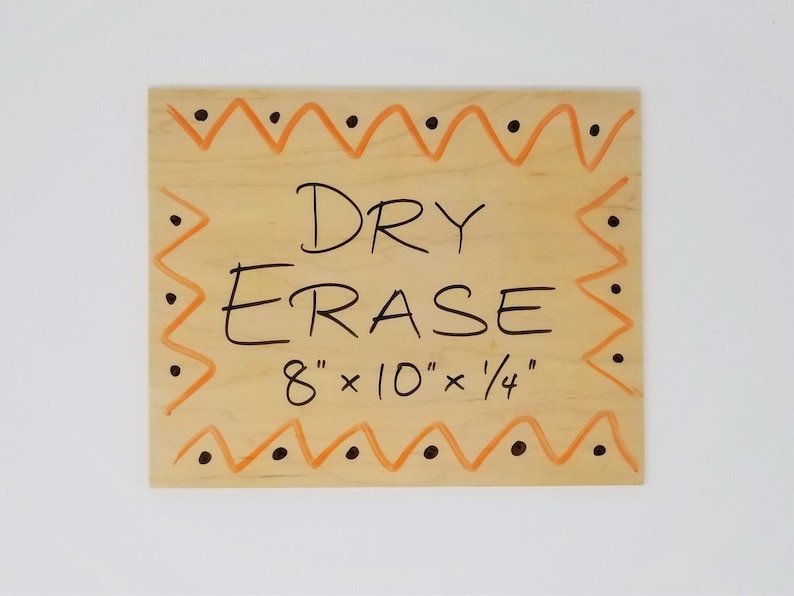 DRY
ERASE
8" x 10" x 1/4"